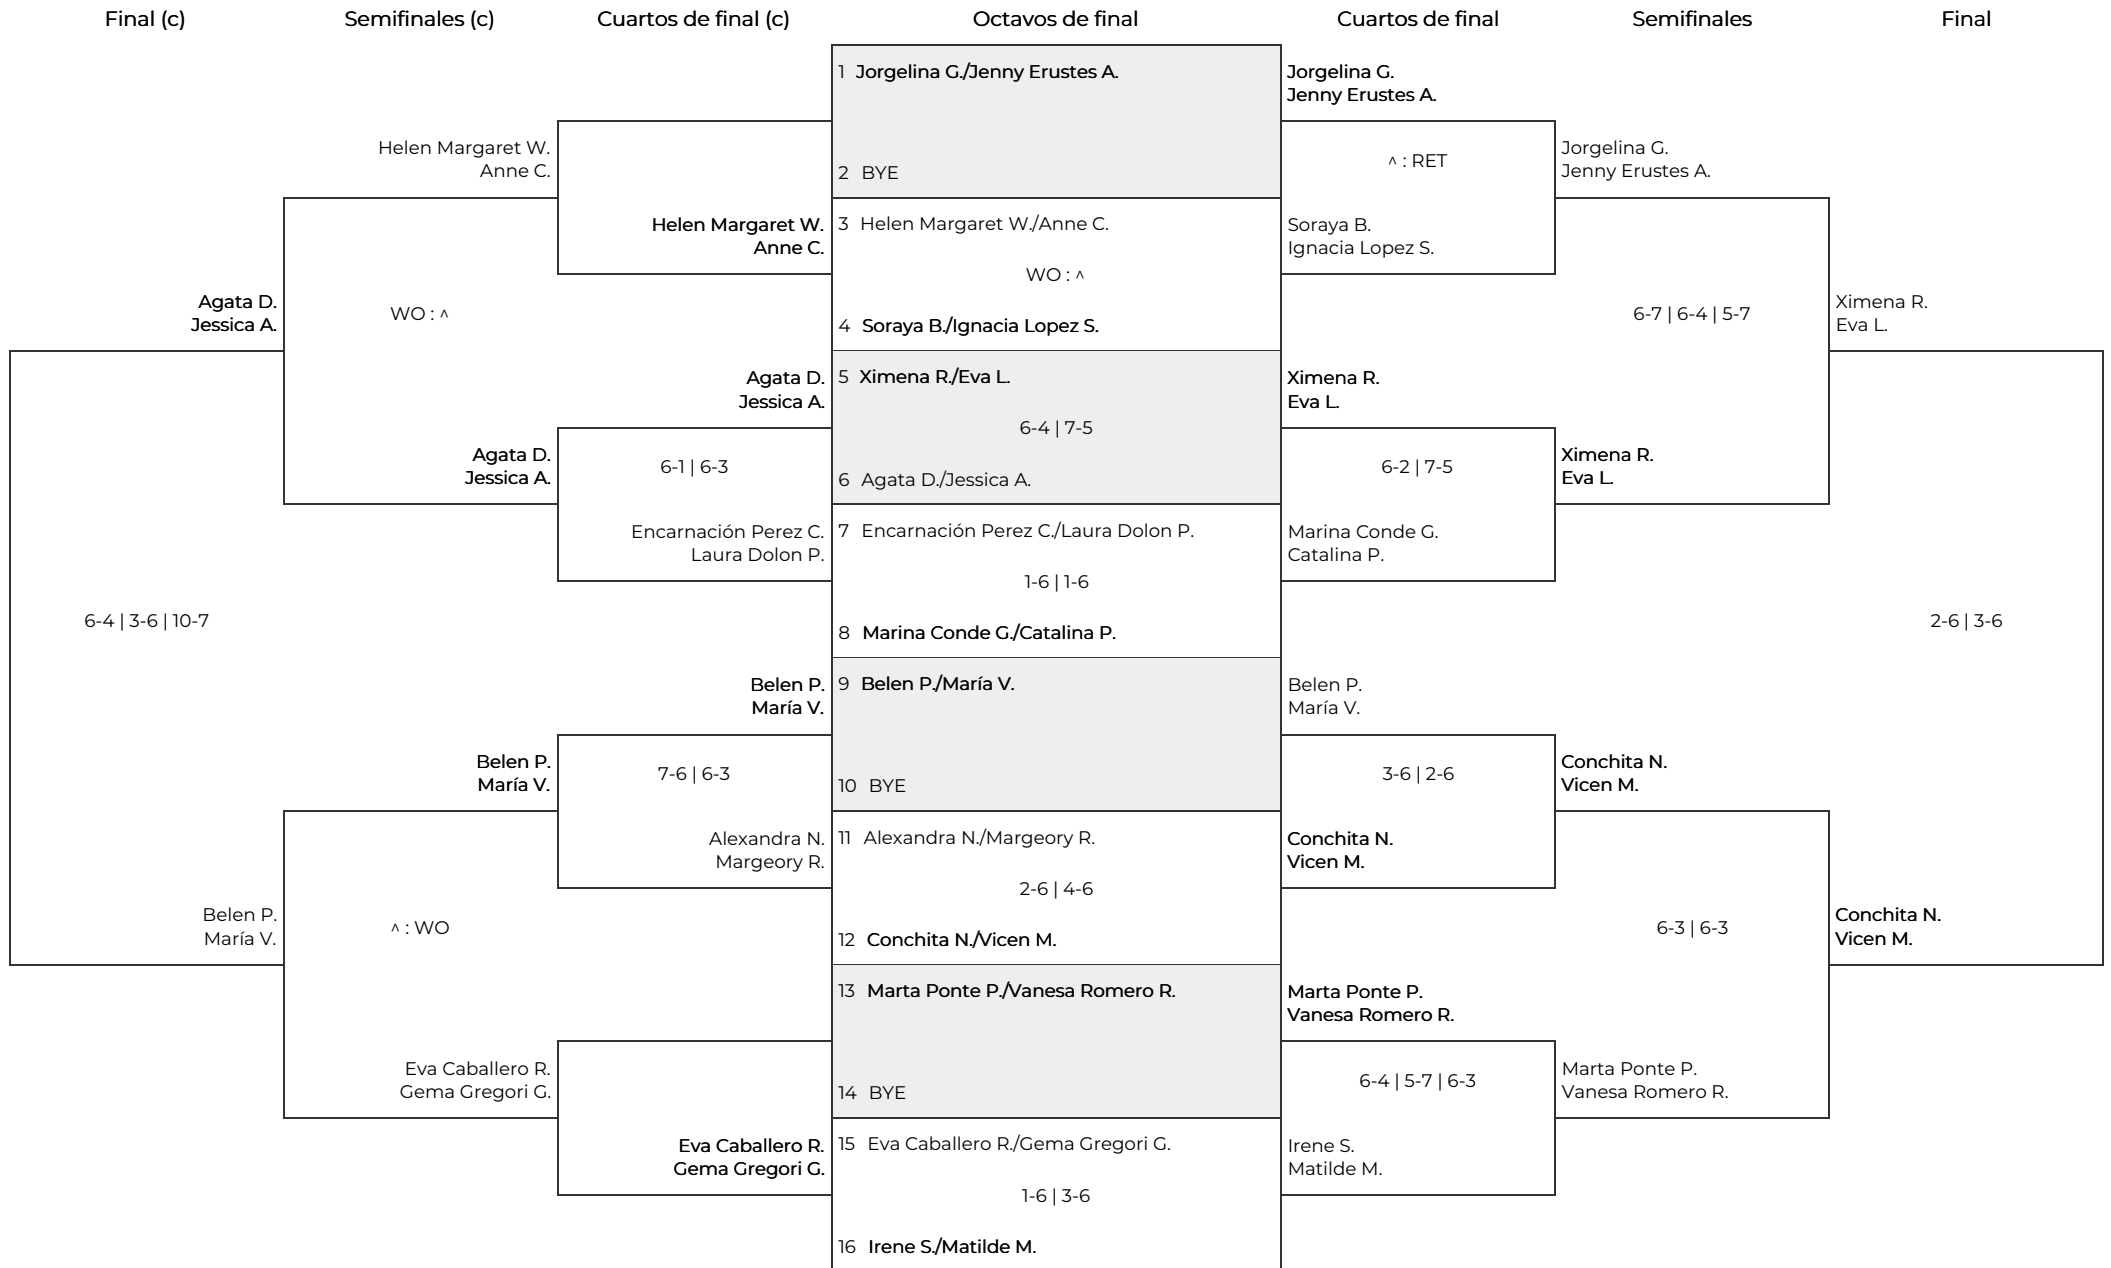 Final (c)
Semifinales (c)
Cuartos de final (c)
Octavos de final
Cuartos de final
Semifinales
Final
Agata D.
Jessica A.
6-4 | 3-6 | 10-7
Belen P.
María V.
Helen Margaret W.
Anne C.
WO : ^
Agata D.
Jessica A.
Belen P.
María V.
^ : WO
Eva Caballero R.
Gema Gregori G.
Helen Margaret W.
Anne C.
Agata D.
Jessica A.
6-1 | 6-3
Encarnación Perez C.
Laura Dolon P.
Belen P.
María V.
7-6 | 6-3
Alexandra N.
Margeory R.
Eva Caballero R.
Gema Gregori G.
1 Jorgelina G./Jenny Erustes A.
2 BYE
3 Helen Margaret W./Anne C.
WO : ^
4 Soraya B./Ignacia Lopez S.
5 Ximena R./Eva L.
6-4 | 7-5
6 Agata D./Jessica A.
7 Encarnación Perez C./Laura Dolon P.
1-6 | 1-6
8 Marina Conde G./Catalina P.
9 Belen P./María V.
10 BYE
11 Alexandra N./Margeory R.
2-6 | 4-6
12 Conchita N./Vicen M.
13 Marta Ponte P./Vanesa Romero R.
14 BYE
15 Eva Caballero R./Gema Gregori G.
1-6 | 3-6
16 Irene S./Matilde M.
Jorgelina G.
Jenny Erustes A.
^ : RET
Soraya B.
Ignacia Lopez S.
Ximena R.
Eva L.
6-2 | 7-5
Marina Conde G.
Catalina P.
Belen P.
María V.
3-6 | 2-6
Conchita N.
Vicen M.
Marta Ponte P.
Vanesa Romero R.
6-4 | 5-7 | 6-3
Irene S.
Matilde M.
Jorgelina G.
Jenny Erustes A.
6-7 | 6-4 | 5-7
Ximena R.
Eva L.
Conchita N.
Vicen M.
6-3 | 6-3
Marta Ponte P.
Vanesa Romero R.
Ximena R.
Eva L.
2-6 | 3-6
Conchita N.
Vicen M.